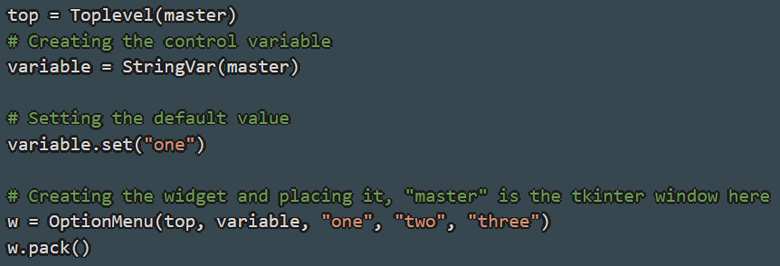 top = Toplevel(master)
# Creating the control variable
variable = StringVar(master)
# Setting the default value
variable.set("one")
# Creating the widget and placing it, "master" is the tkinter window here
w = OptionMenu(top, variable, "one", "two", "three")
w.pack()